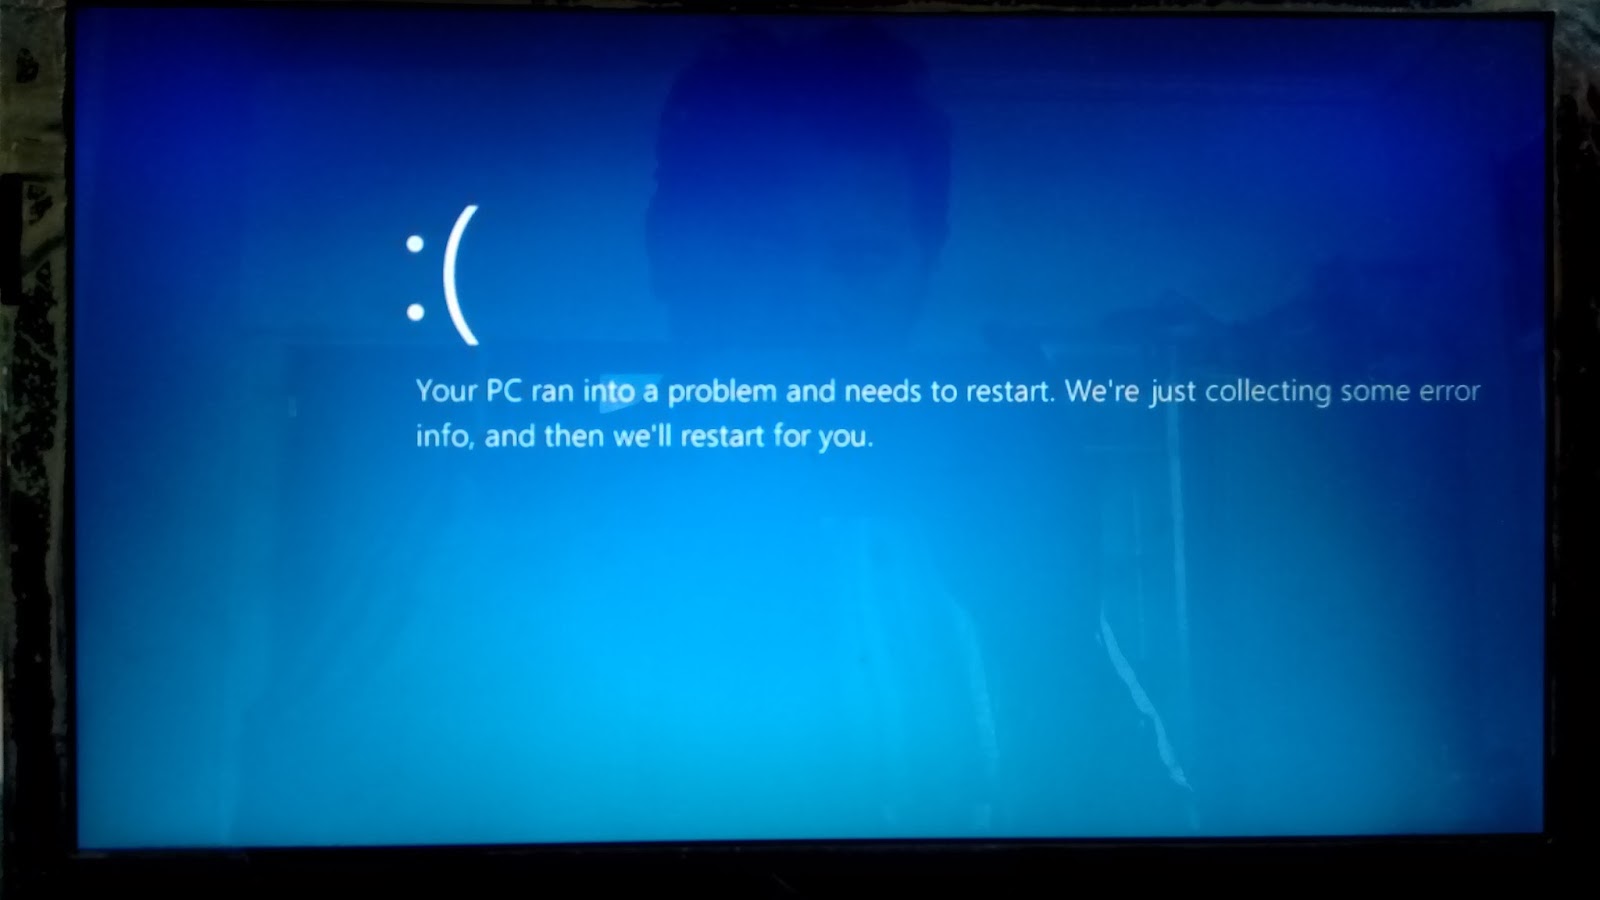 :(
Your PC ran into a problem and needs to restart. We're just collecting some error
info, and then we'll restart for you.